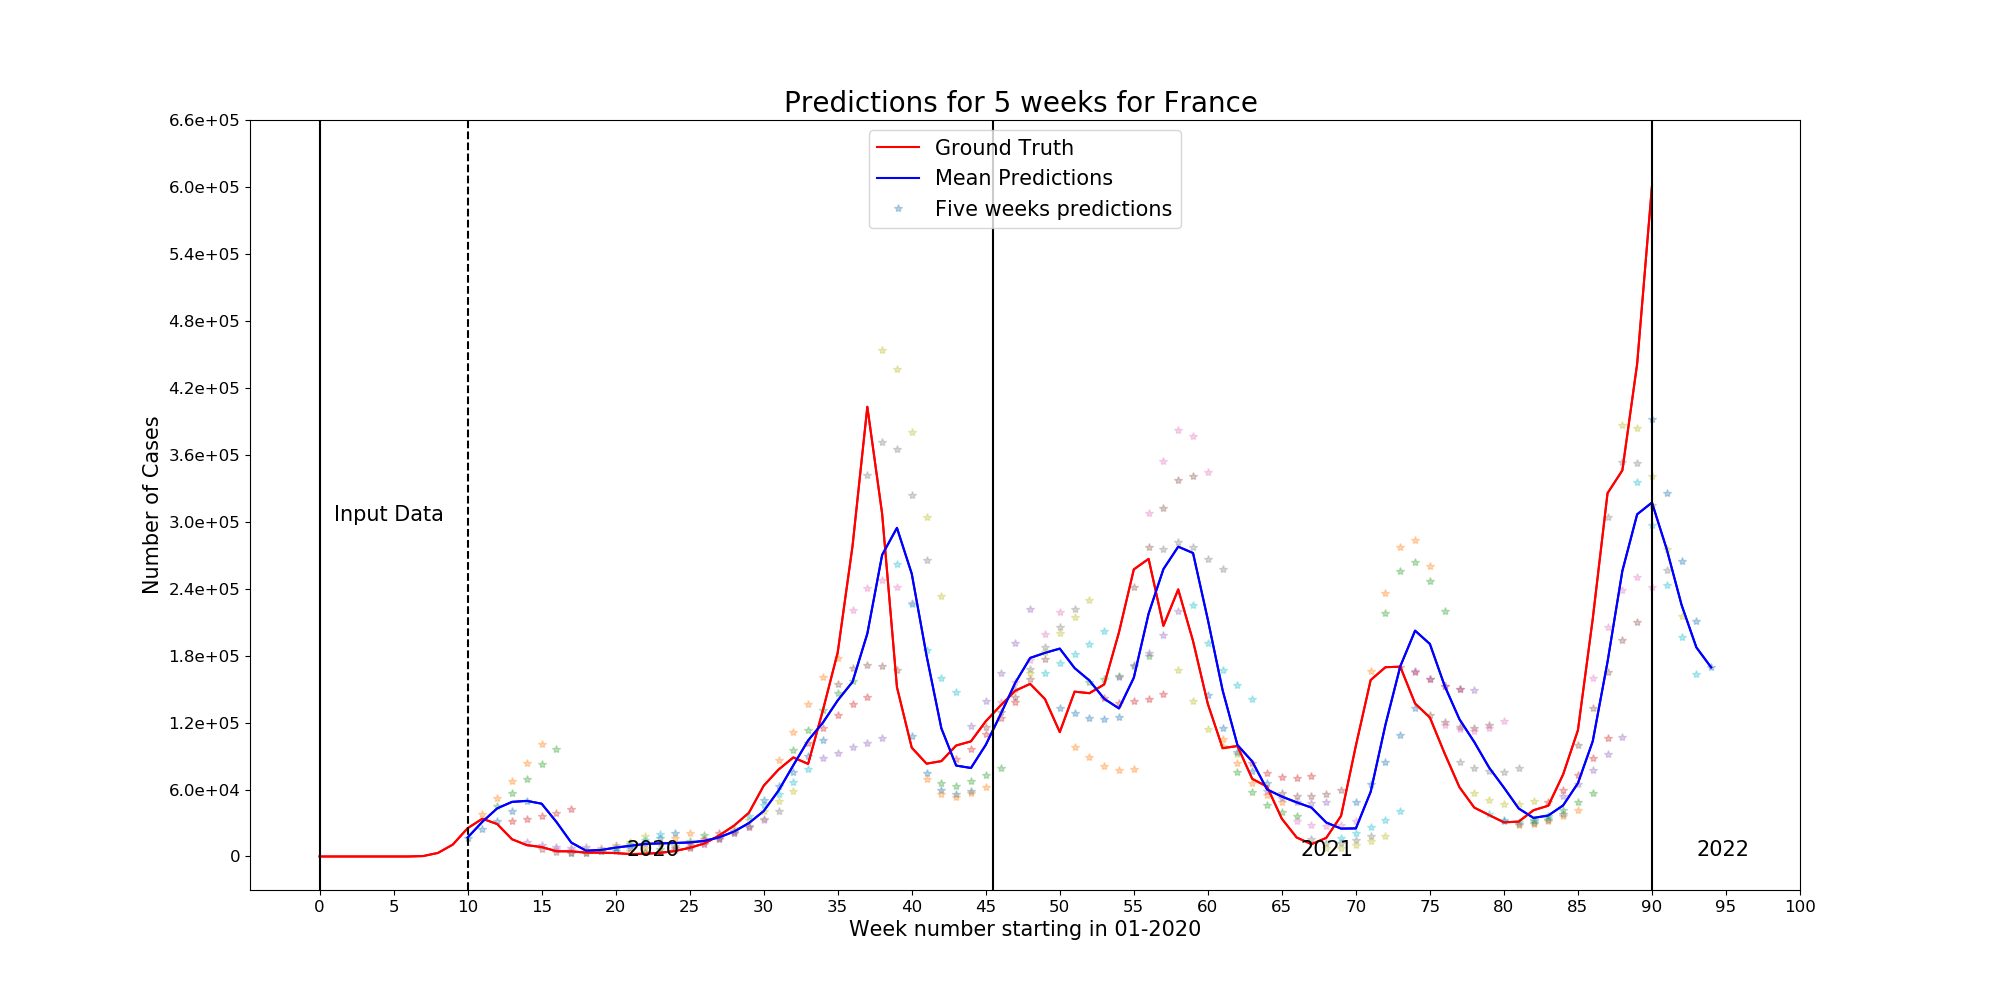 Predictions for 5 weeks for France
6.6e+05
6.0e+05
5.4e+05
4.8e+05
4.2e+05
3.6e+05
3.0e+05
2.4e+05
1.8e+05
1.2e+05
6.0e+04
0
Number of Cases
Ground Truth
Mean Predictions
Five weeks predictions
Input Data
2020
2021
2022
0 5 10 15 20 25 30 35 40 45 50 55 60 65 70 75 80 85 90 95 100
Week number starting in 01-2020